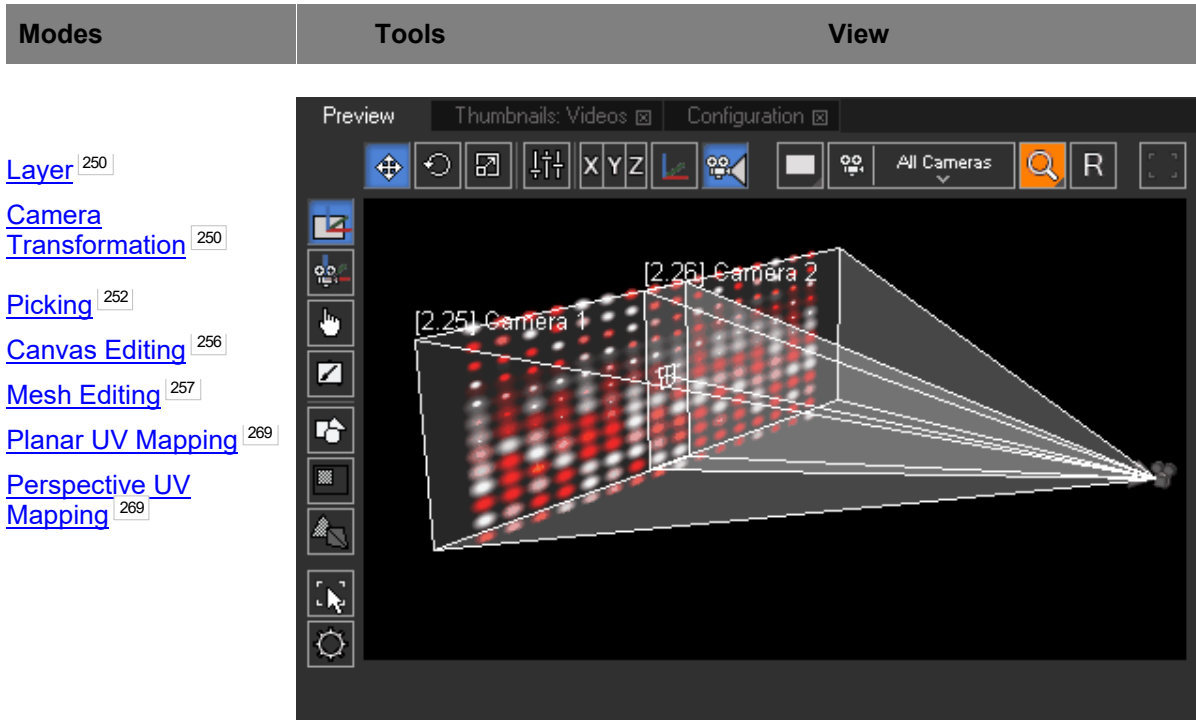 Modes Tools View
Preview Thumbnails: Videos Configuration
X Y Z All Cameras R
Layer 250
Camera
Transformation 250
Picking 252
Canvas Editing 256
Mesh Editing 257
Planar UV Mapping 269
Perspective UV
Mapping 269
[2.26] Camera 2
[2.25] Camera 1